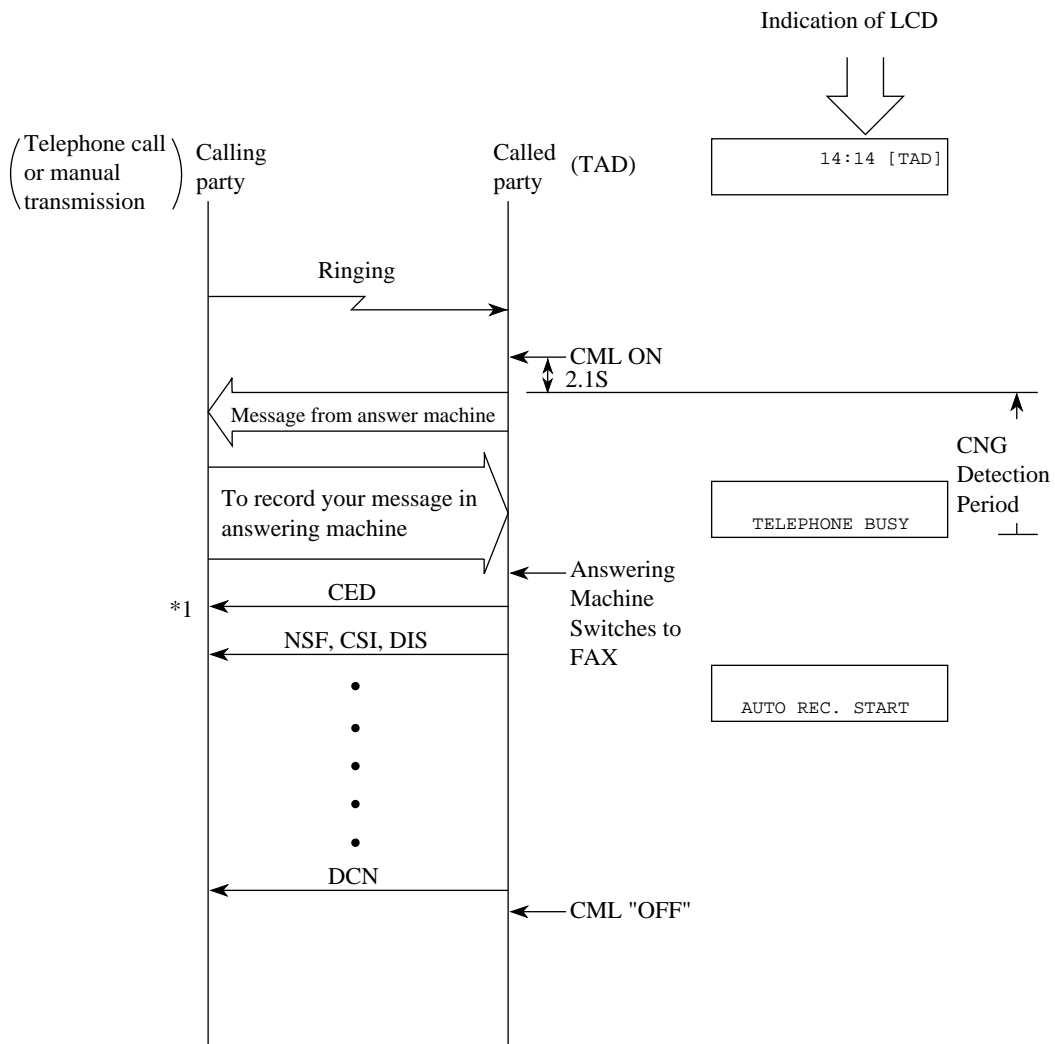 Indication of LCD
Telephone call
or manual
transmission
Calling
party
Called
party
(TAD)
14:14 [TAD]
Ringing
CML ON
2.1S
Message from answer machine
CNG
Detection
Period
To record your message in
answering machine
TELEPHONE BUSY
Answering
Machine
Switches to
FAX
*1
CED
NSF, CSI, DIS
AUTO REC. START
DCN
CML "OFF"